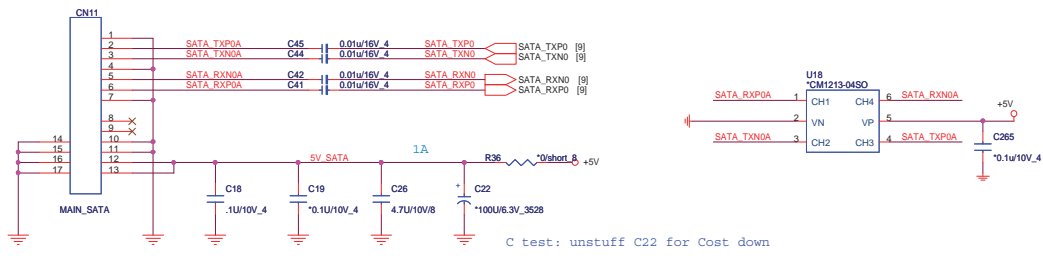 CN11
1
2 SATA_TXP0A C45 0.01u/16V_4 SATA_TXP0 SATA_TXP0 [9]
3 SATA_TXN0A C44 0.01u/16V_4 SATA_TXN0 SATA_TXN0 [9]
4
5 SATA_RXN0A C42 0.01u/16V_4 SATA_RXN0 SATA_RXN0 [9]
6 SATA_RXP0A C41 0.01u/16V_4 SATA_RXP0 SATA_RXP0 [9]
7
8
9
14 10
15 11
16 12 5V_SATA 1A R36 *0/short_8 +5V
17 13
MAIN_SATA
C18
.1U/10V_4
C19
*0.1U/10V_4
C26
4.7U/10V/8
+ C22
*100U/6.3V_3528
C test: unstuff C22 for Cost down
U18
*CM1213-04SO
SATA_RXP0A 1 CH1 CH4 6 SATA_RXN0A
2 VN VP 5 +5V
SATA_TXN0A 3 CH2 CH3 4 SATA_TXP0A
C265
*0.1u/10V_4